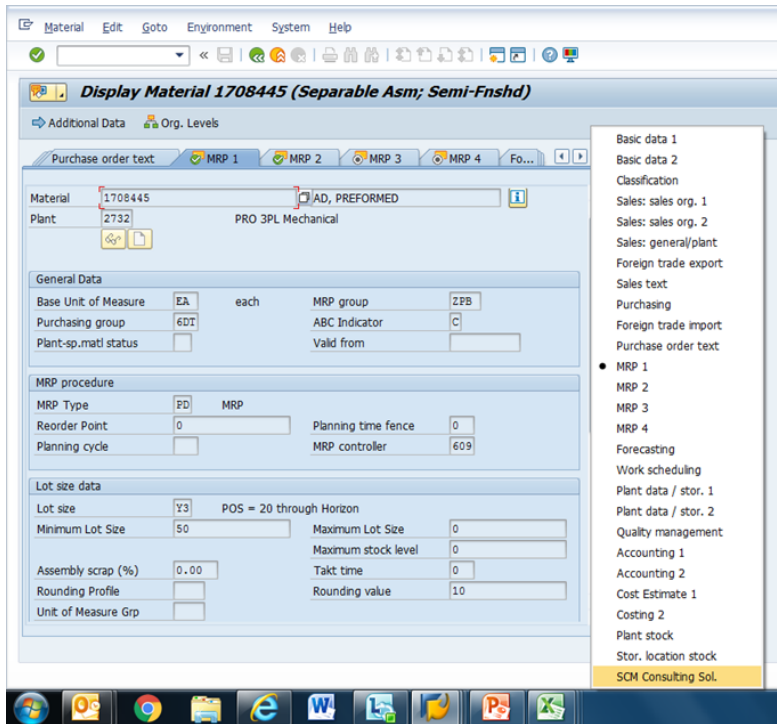 Material Edit Goto Environment System Help
Display Material 1708445 (Separable Asm; Semi-Fnshd)
Additional Data Org. Levels
Purchase order text MRP 1 MRP 2 MRP 3 MRP 4 Fo...
Material 1708445 AD, PREFORMED
Plant 2732 PRO 3PL Mechanical
General Data
Base Unit of Measure EA each MRP group ZPB
Purchasing group 6DT ABC Indicator C
Plant-sp.matl status Valid from
MRP procedure
MRP Type PD MRP
Reorder Point 0 Planning time fence 0
Planning cycle MRP controller 609
Lot size data
Lot size Y3 POS = 20 through Horizon
Minimum Lot Size 50 Maximum Lot Size 0
Maximum stock level 0
Assembly scrap (%) 0.00 Takt time 0
Rounding Profile Rounding value 10
Unit of Measure Grp
Basic data 1
Basic data 2
Classification
Sales: sales org. 1
Sales: sales org. 2
Sales: general/plant
Foreign trade export
Sales text
Purchasing
Foreign trade import
Purchase order text
MRP 1
MRP 2
MRP 3
MRP 4
Forecasting
Work scheduling
Plant data / stor. 1
Plant data / stor. 2
Quality management
Accounting 1
Accounting 2
Cost Estimate 1
Costing 2
Plant stock
Stor. location stock
SCM Consulting Sol.